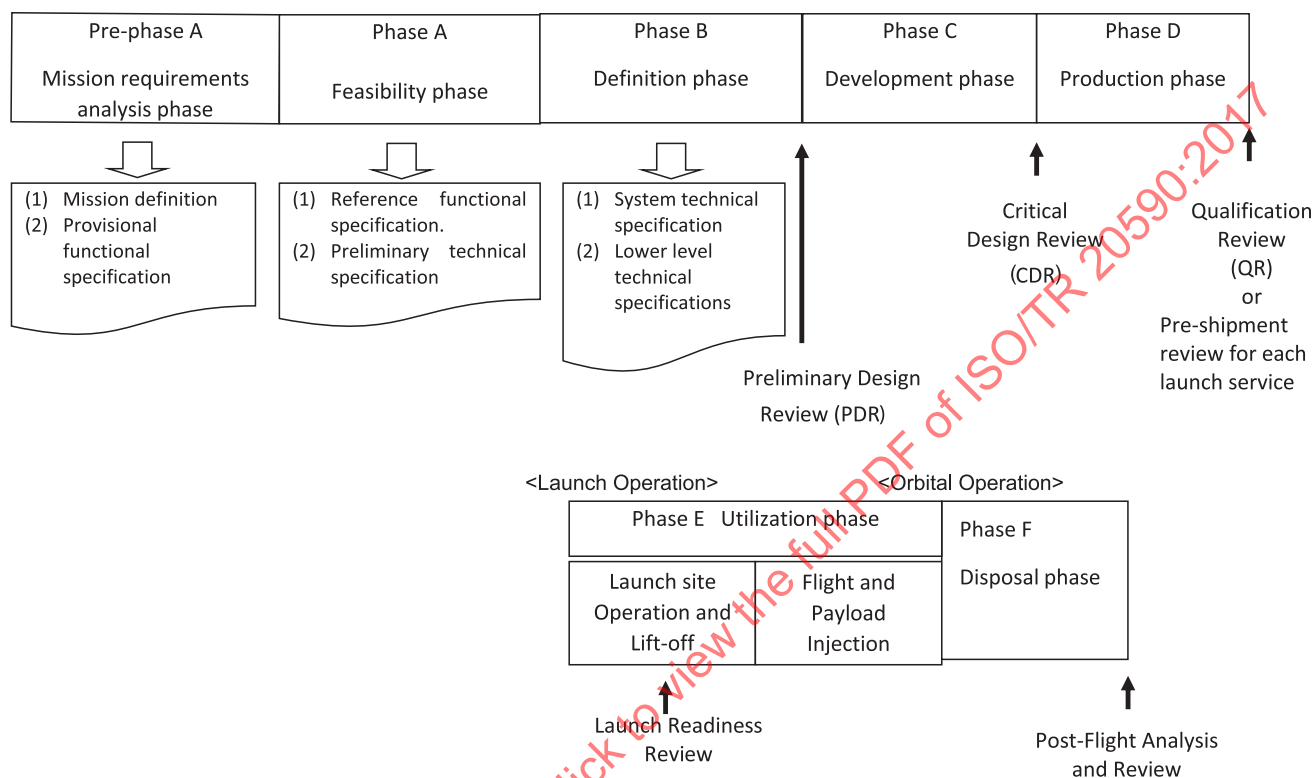 Pre-phase A
Mission requirements
analysis phase
Phase A
Feasibility phase
Phase B
Definition phase
Phase C
Development phase
Phase D
Production phase
(1) Mission definition
(2) Provisional
functional
specification
(1) Reference functional
specification.
(2) Preliminary technical
specification
(1) System technical
specification
(2) Lower level
technical
specifications
Preliminary Design
Review (PDR)
Critical
Design Review
(CDR)
Qualification
Review
(QR)
or
Pre-shipment
review for each
launch service
<Launch Operation>
<Orbital Operation>
Phase E Utilization phase
Launch site
Operation and
Lift-off
Flight and
Payload
Injection
Phase F
Disposal phase
Launch Readiness
Review
Post-Flight Analysis
and Review
lick to view the full PDF of ISO/TR 20590:2017